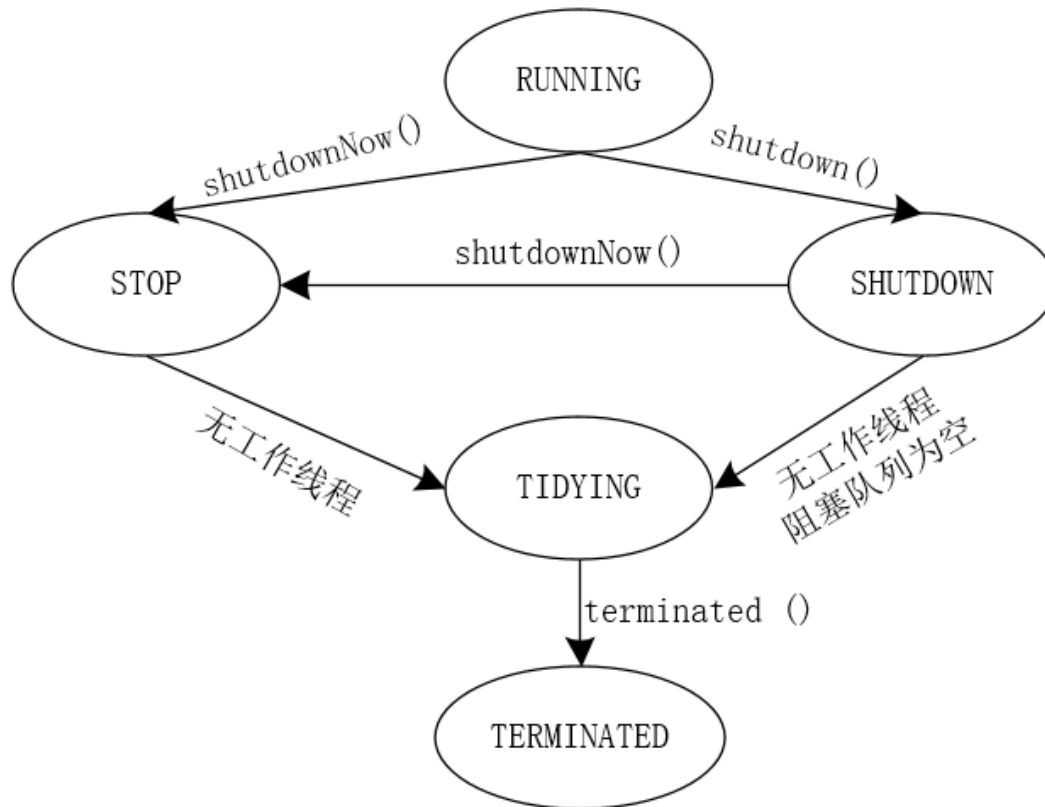 RUNNING
shutdownNow()
shutdown()
STOP
shutdownNow()
SHUTDOWN
无工作线程
TIDYING
无工作线程
阻塞队列为空
terminated ()
TERMINATED